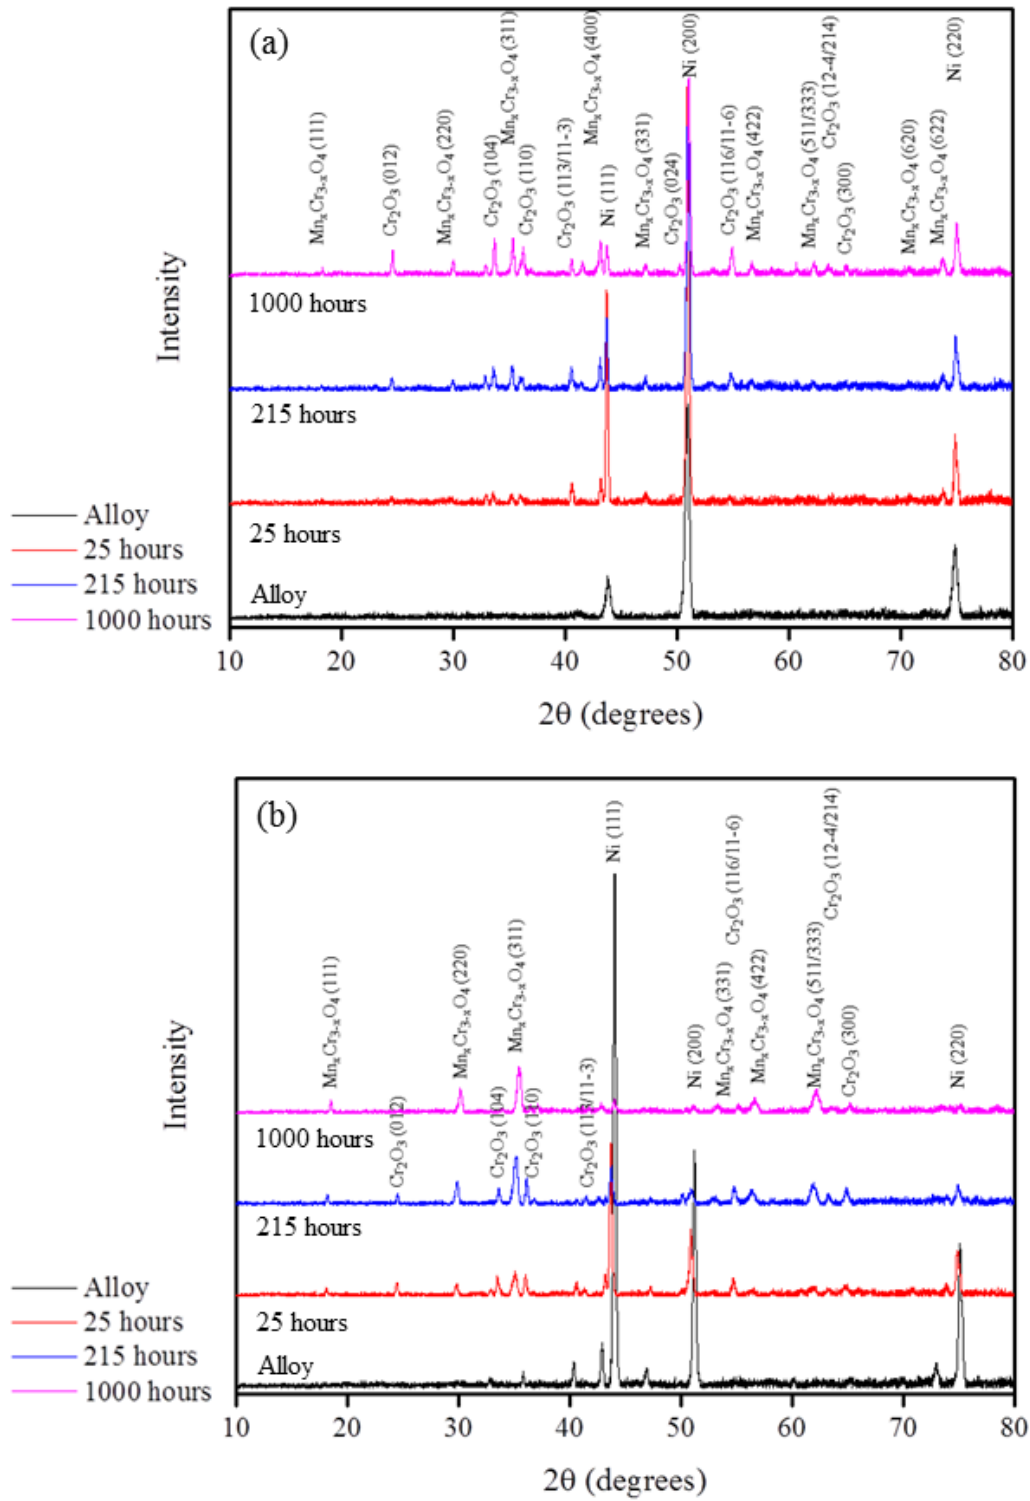 (a)
MnₓCr₃₋ₓO₄ (111)
Cr₂O₃ (012)
MnₓCr₃₋ₓO₄ (220)
Cr₂O₃ (104)
MnₓCr₃₋ₓO₄ (311)
Cr₂O₃ (110)
Cr₂O₃ (113/11-3)
MnₓCr₃₋ₓO₄ (400)
Ni (111)
MnₓCr₃₋ₓO₄ (331)
Cr₂O₃ (024)
Ni (200)
Cr₂O₃ (116/11-6)
MnₓCr₃₋ₓO₄ (422)
MnₓCr₃₋ₓO₄ (511/333)
Cr₂O₃ (12-4/214)
Cr₂O₃ (300)
MnₓCr₃₋ₓO₄ (620)
MnₓCr₃₋ₓO₄ (622)
Ni (220)
Intensity
1000 hours
215 hours
25 hours
Alloy
Alloy
25 hours
215 hours
1000 hours
10 20 30 40 50 60 70 80
2θ (degrees)
(b)
MnₓCr₃₋ₓO₄ (111)
Cr₂O₃ (012)
MnₓCr₃₋ₓO₄ (220)
Cr₂O₃ (104)
MnₓCr₃₋ₓO₄ (311)
Cr₂O₃ (110)
Cr₂O₃ (113/11-3)
Ni (111)
Ni (200)
MnₓCr₃₋ₓO₄ (331)
Cr₂O₃ (116/11-6)
MnₓCr₃₋ₓO₄ (422)
MnₓCr₃₋ₓO₄ (511/333)
Cr₂O₃ (12-4/214)
Cr₂O₃ (300)
Ni (220)
Intensity
1000 hours
215 hours
25 hours
Alloy
Alloy
25 hours
215 hours
1000 hours
10 20 30 40 50 60 70 80
2θ (degrees)